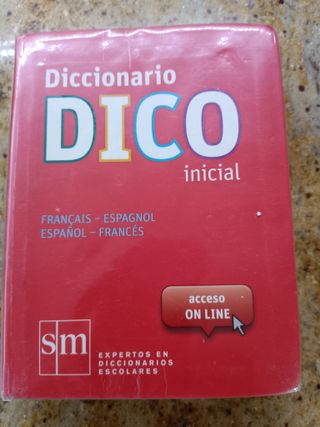 Diccionario
DICO
inicial
FRANÇAIS – ESPAGNOL
ESPAÑOL – FRANCÉS
acceso
ON LINE
sm
EXPERTOS EN
DICCIONARIOS
ESCOLARES